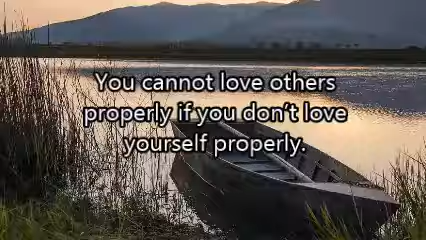 You cannot love others
properly if you don't love
yourself properly.